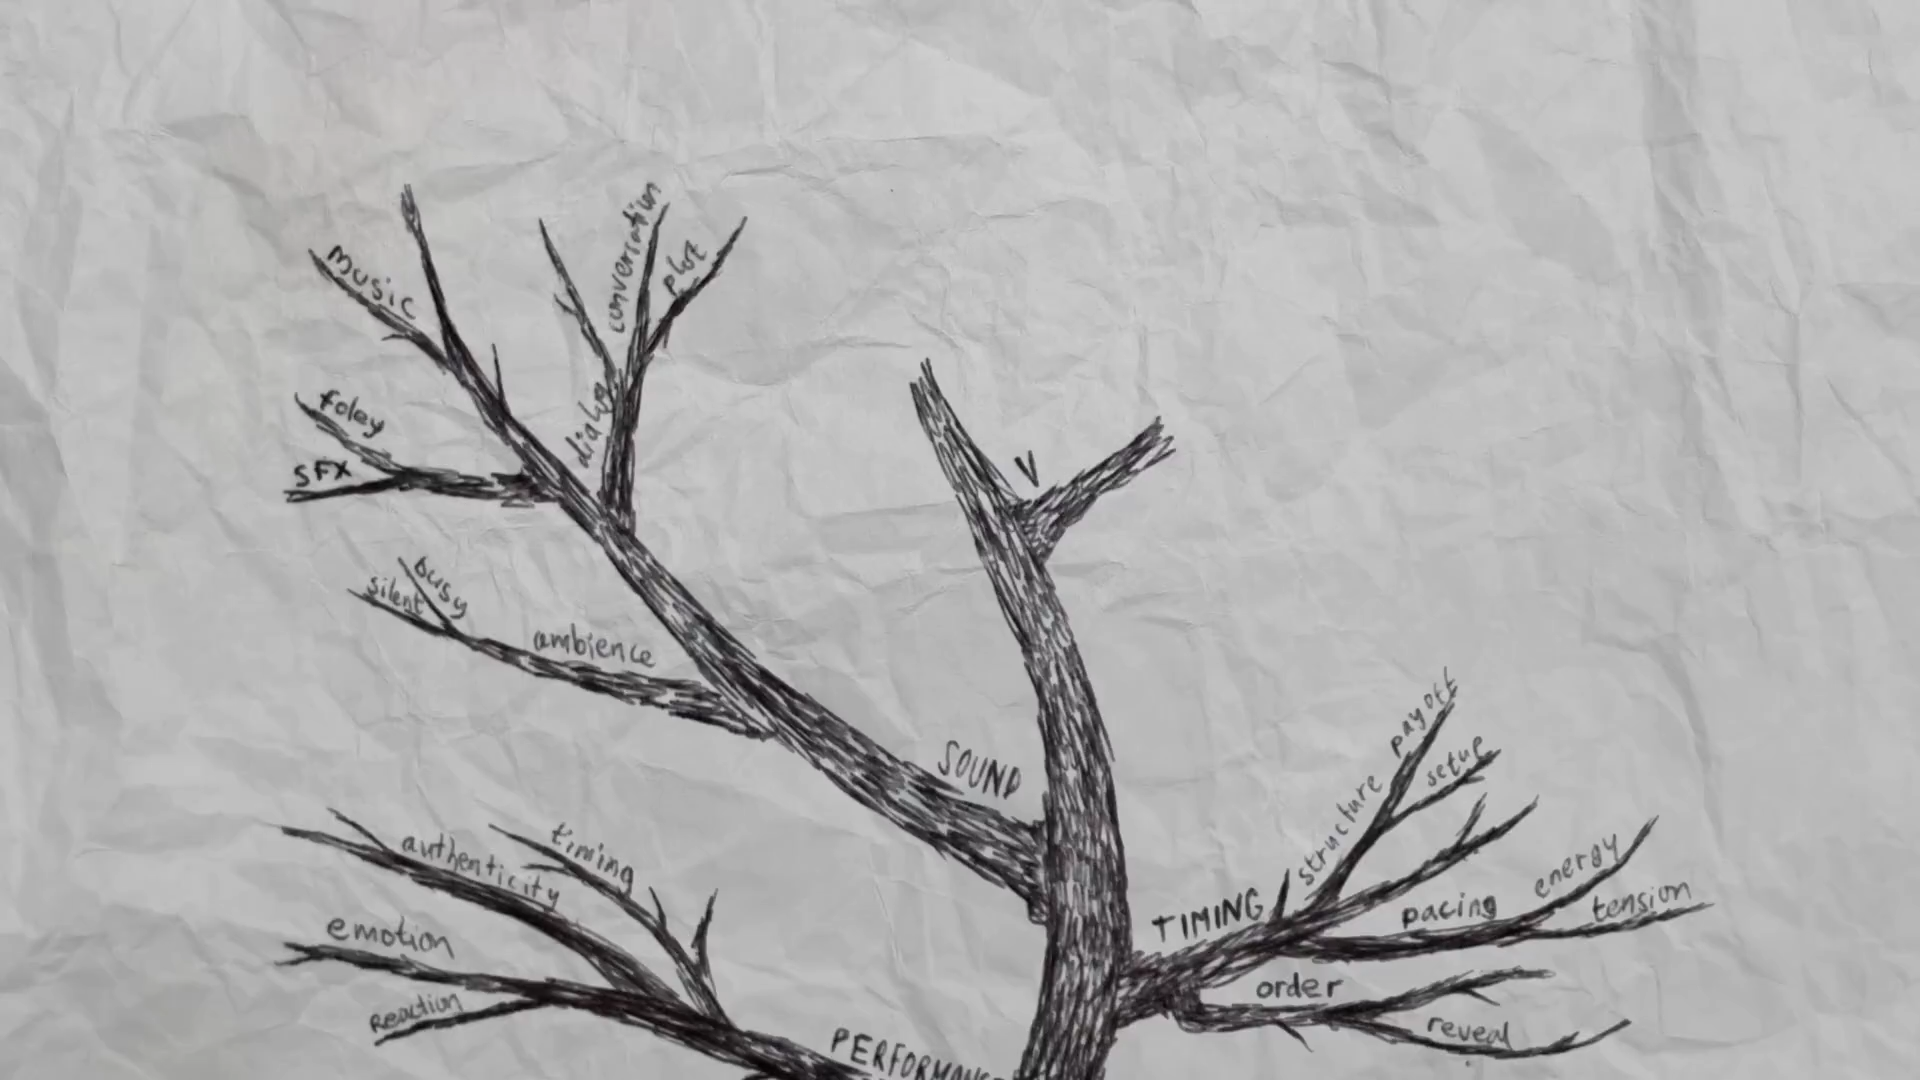 conversation
plot
music
dialog
foley
SFX
V
busy
silent
ambience
payoff
setup
structure
SOUND
timing
authenticity
energy
tension
pacing
TIMING
emotion
order
Reaction
reveal
PERFORMANCE